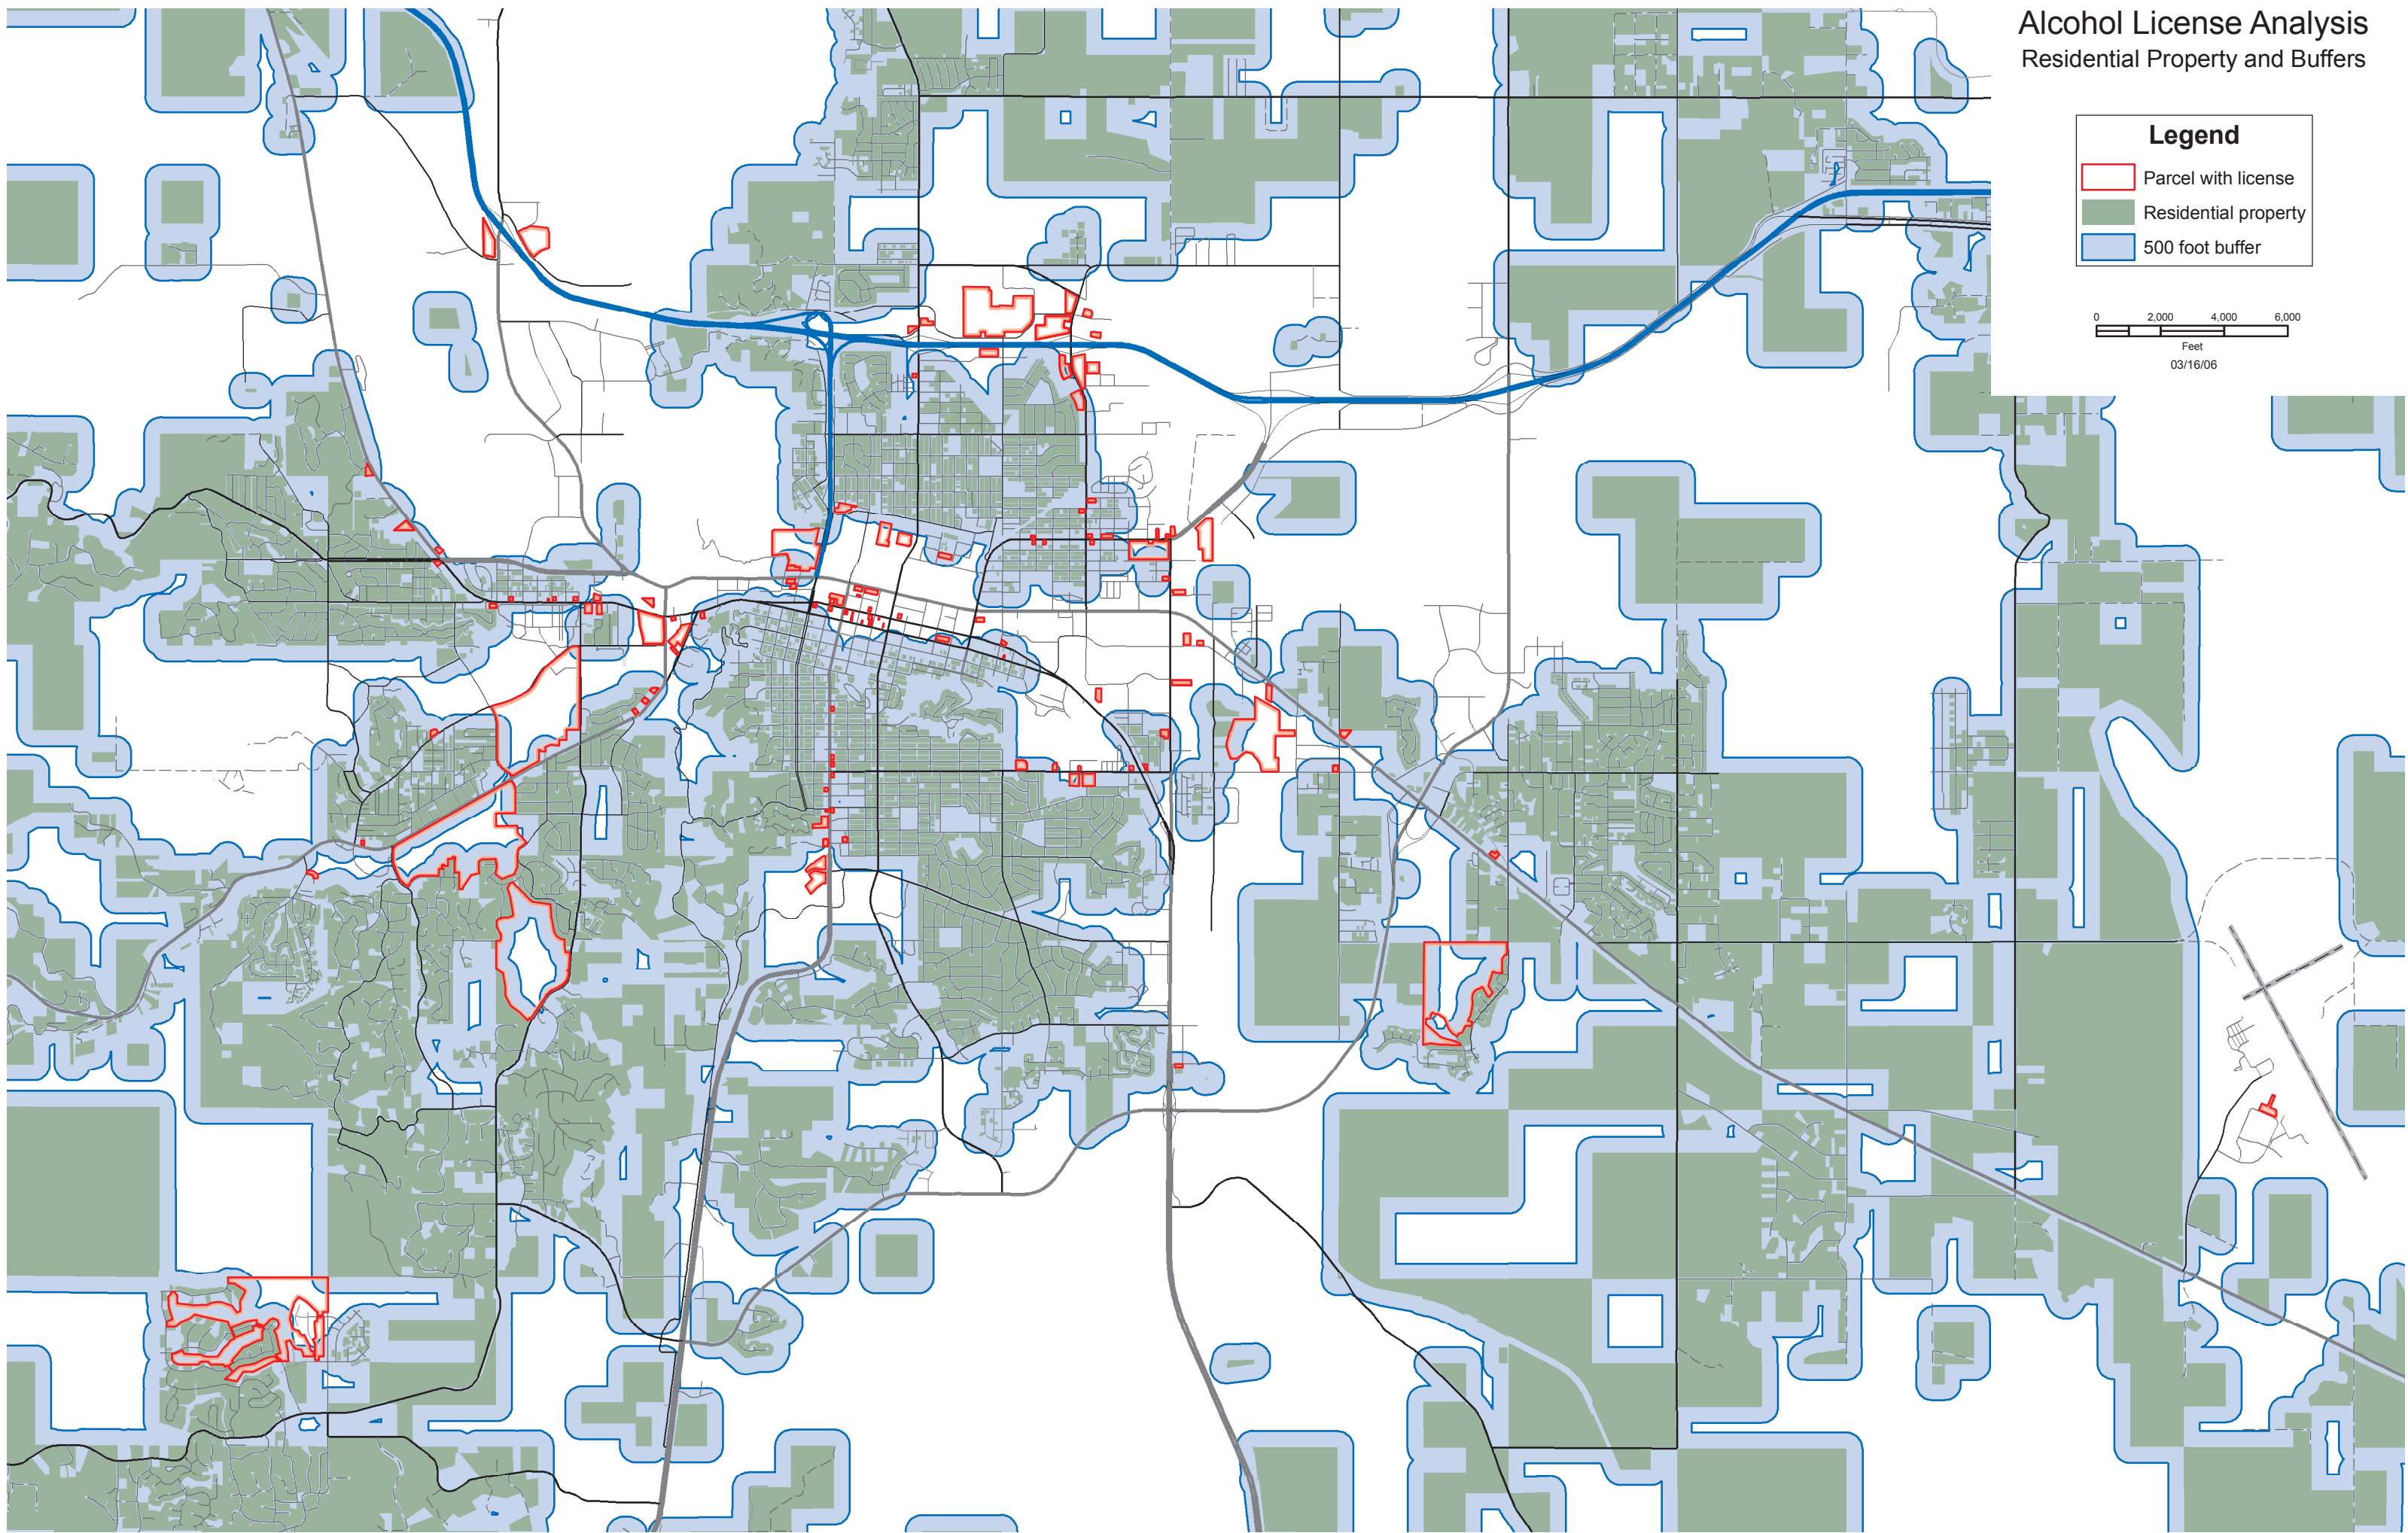 Alcohol License Analysis
Residential Property and Buffers
Legend
Parcel with license
Residential property
500 foot buffer
0 2,000 4,000 6,000
Feet
03/16/06